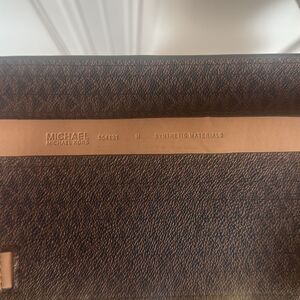 MICHAEL
MICHAEL KORS
M
SYNTHETIC MATERIALS